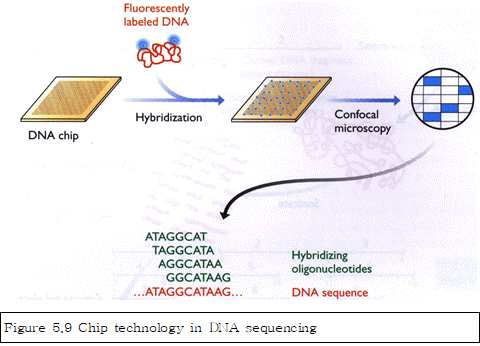 Fluorescently
labeled DNA
DNA chip
Hybridization
Confocal
microscopy
ATAGGCAT
TAGGCATA
AGGCATAA
GGCATAAG
...ATAGGCATAAG...
Hybridizing
oligonucleotides
DNA sequence
Sonicate
Figure 5,9 Chip technology in DNA sequencing